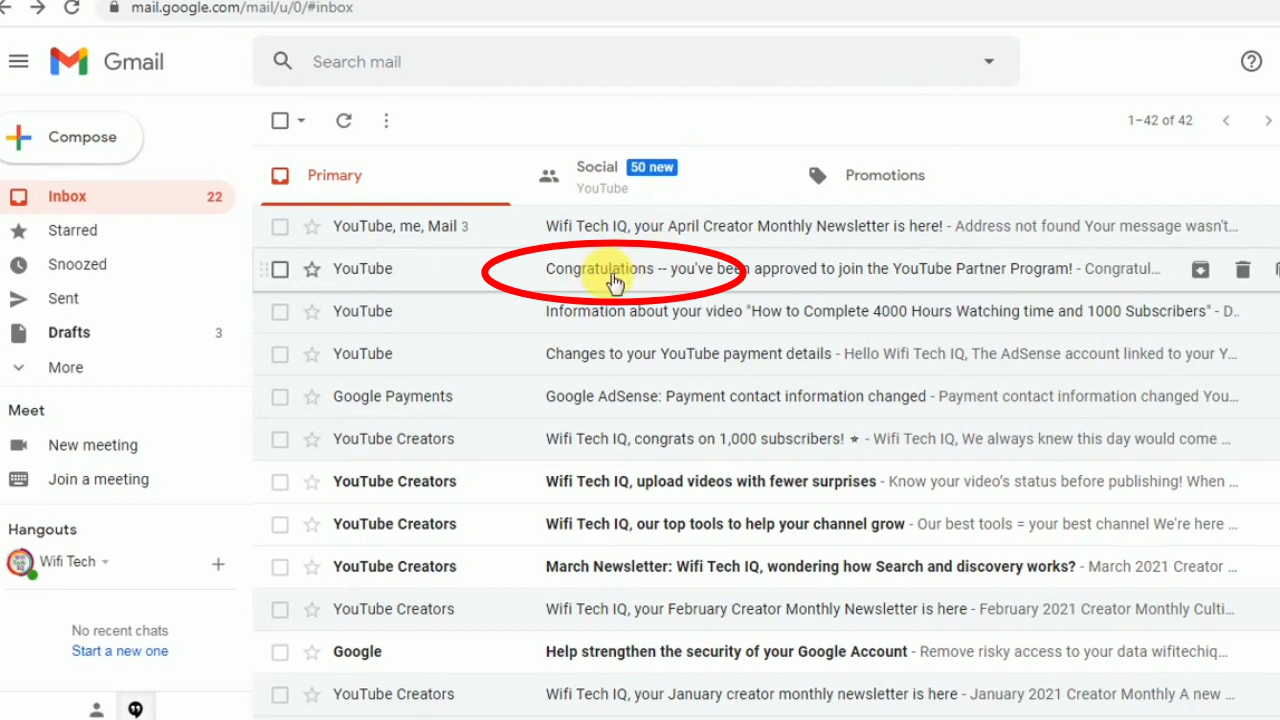 mail.google.com/mail/u/0/#inbox
Gmail
Search mail
Compose
1–42 of 42
Primary
Social 50 new
YouTube
Promotions
Inbox 22
Starred
Snoozed
Sent
Drafts 3
More
Meet
New meeting
Join a meeting
Hangouts
Wifi Tech
No recent chats
Start a new one
YouTube, me, Mail 3 Wifi Tech IQ, your April Creator Monthly Newsletter is here! - Address not found Your message wasn't...
YouTube Congratulations -- you've been approved to join the YouTube Partner Program! - Congratul...
YouTube Information about your video "How to Complete 4000 Hours Watching time and 1000 Subscribers" - D..
YouTube Changes to your YouTube payment details - Hello Wifi Tech IQ, The AdSense account linked to your Y...
Google Payments Google AdSense: Payment contact information changed - Payment contact information changed You...
YouTube Creators Wifi Tech IQ, congrats on 1,000 subscribers! ⭑ - Wifi Tech IQ, We always knew this day would come ...
YouTube Creators Wifi Tech IQ, upload videos with fewer surprises - Know your video's status before publishing! When ...
YouTube Creators Wifi Tech IQ, our top tools to help your channel grow - Our best tools = your best channel We're here ...
YouTube Creators March Newsletter: Wifi Tech IQ, wondering how Search and discovery works? - March 2021 Creator ...
YouTube Creators Wifi Tech IQ, your February Creator Monthly Newsletter is here - February 2021 Creator Monthly Culti...
Google Help strengthen the security of your Google Account - Remove risky access to your data wifitechiq...
YouTube Creators Wifi Tech IQ, your January creator monthly newsletter is here - January 2021 Creator Monthly A new ...